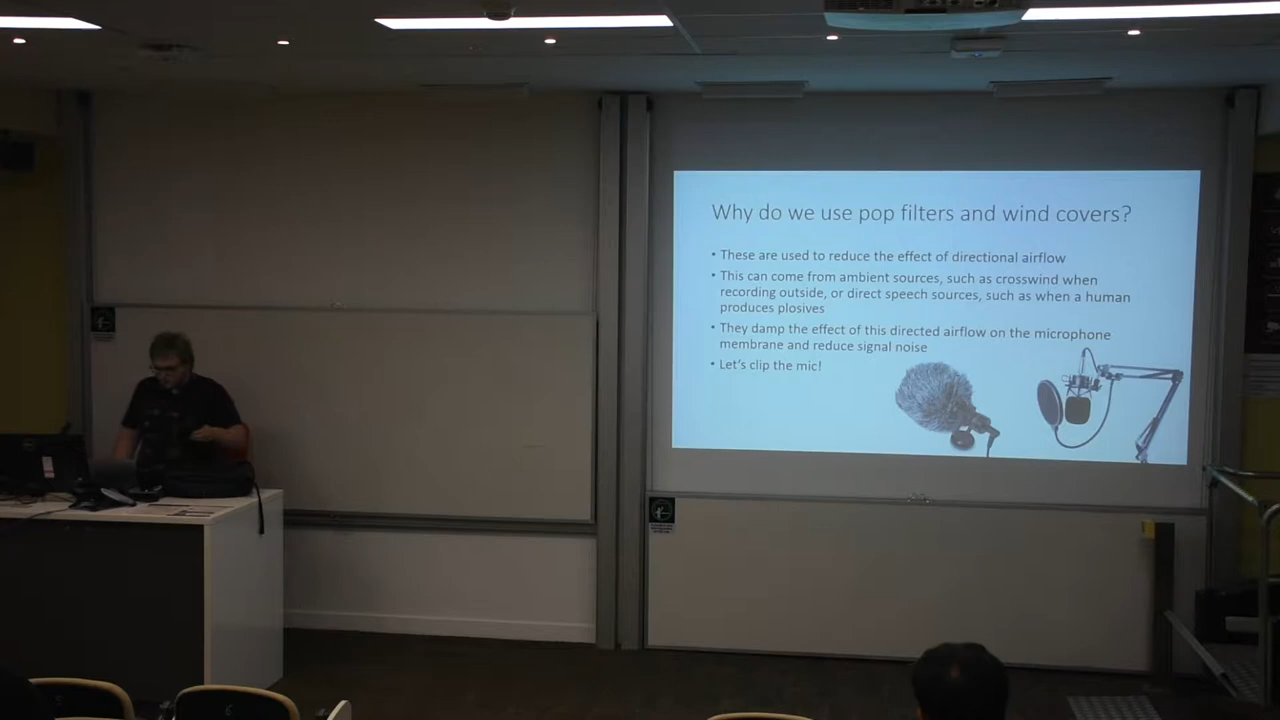 Why do we use pop filters and wind covers?
• These are used to reduce the effect of directional airflow
• This can come from ambient sources, such as crosswind when
recording outside, or direct speech sources, such as when a human
produces plosives
• They damp the effect of this directed airflow on the microphone
membrane and reduce signal noise
• Let's clip the mic!